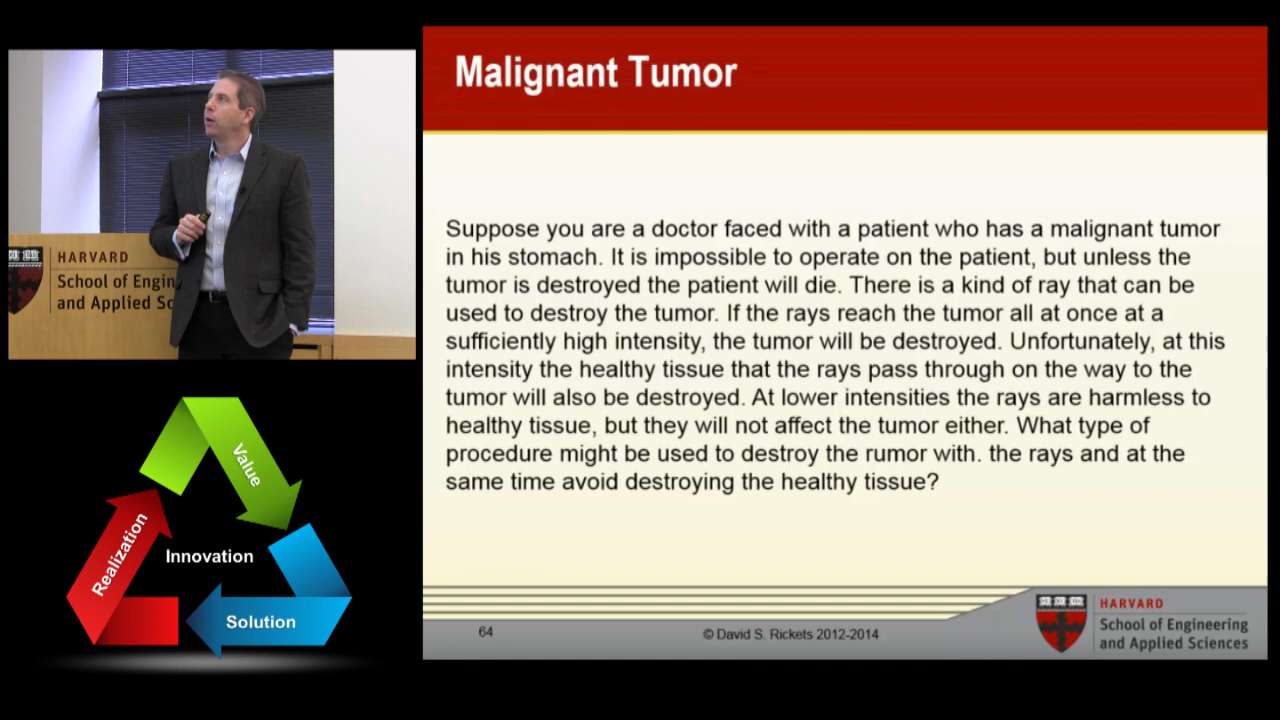 HARVARD
School of Engin
and Applied Sc
Value
Realization
Innovation
Solution
Malignant Tumor
Suppose you are a doctor faced with a patient who has a malignant tumor
in his stomach. It is impossible to operate on the patient, but unless the
tumor is destroyed the patient will die. There is a kind of ray that can be
used to destroy the tumor. If the rays reach the tumor all at once at a
sufficiently high intensity, the tumor will be destroyed. Unfortunately, at this
intensity the healthy tissue that the rays pass through on the way to the
tumor will also be destroyed. At lower intensities the rays are harmless to
healthy tissue, but they will not affect the tumor either. What type of
procedure might be used to destroy the rumor with. the rays and at the
same time avoid destroying the healthy tissue?
64
© David S. Rickets 2012-2014
HARVARD
School of Engineering
and Applied Sciences